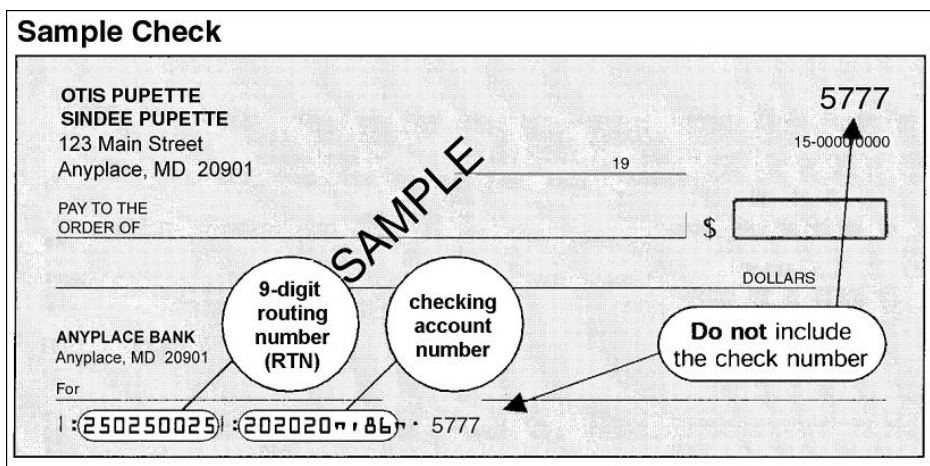 Sample Check
OTIS PUPETTE
SINDEE PUPETTE
123 Main Street
Anyplace, MD 20901
5777
15-0000/0000
19
PAY TO THE
ORDER OF
$
SAMPLE
DOLLARS
9-digit
routing
number
(RTN)
checking
account
number
Do not include
the check number
ANYPLACE BANK
Anyplace, MD 20901
For
|:250250025|:202020⑈⑆86⑈ 5777